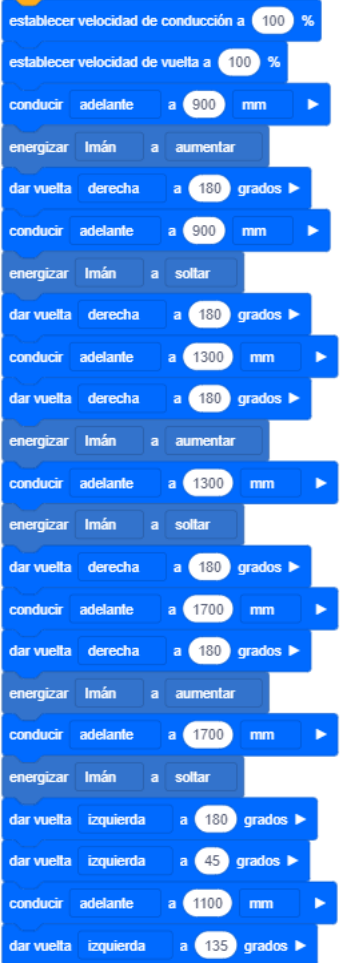 establecer velocidad de conducción a 100 %
establecer velocidad de vuelta a 100 %
conducir adelante a 900 mm
energizar Imán a aumentar
dar vuelta derecha a 180 grados
conducir adelante a 900 mm
energizar Imán a soltar
dar vuelta derecha a 180 grados
conducir adelante a 1300 mm
dar vuelta derecha a 180 grados
energizar Imán a aumentar
conducir adelante a 1300 mm
energizar Imán a soltar
dar vuelta derecha a 180 grados
conducir adelante a 1700 mm
dar vuelta derecha a 180 grados
energizar Imán a aumentar
conducir adelante a 1700 mm
energizar Imán a soltar
dar vuelta izquierda a 180 grados
dar vuelta izquierda a 45 grados
conducir adelante a 1100 mm
dar vuelta izquierda a 135 grados